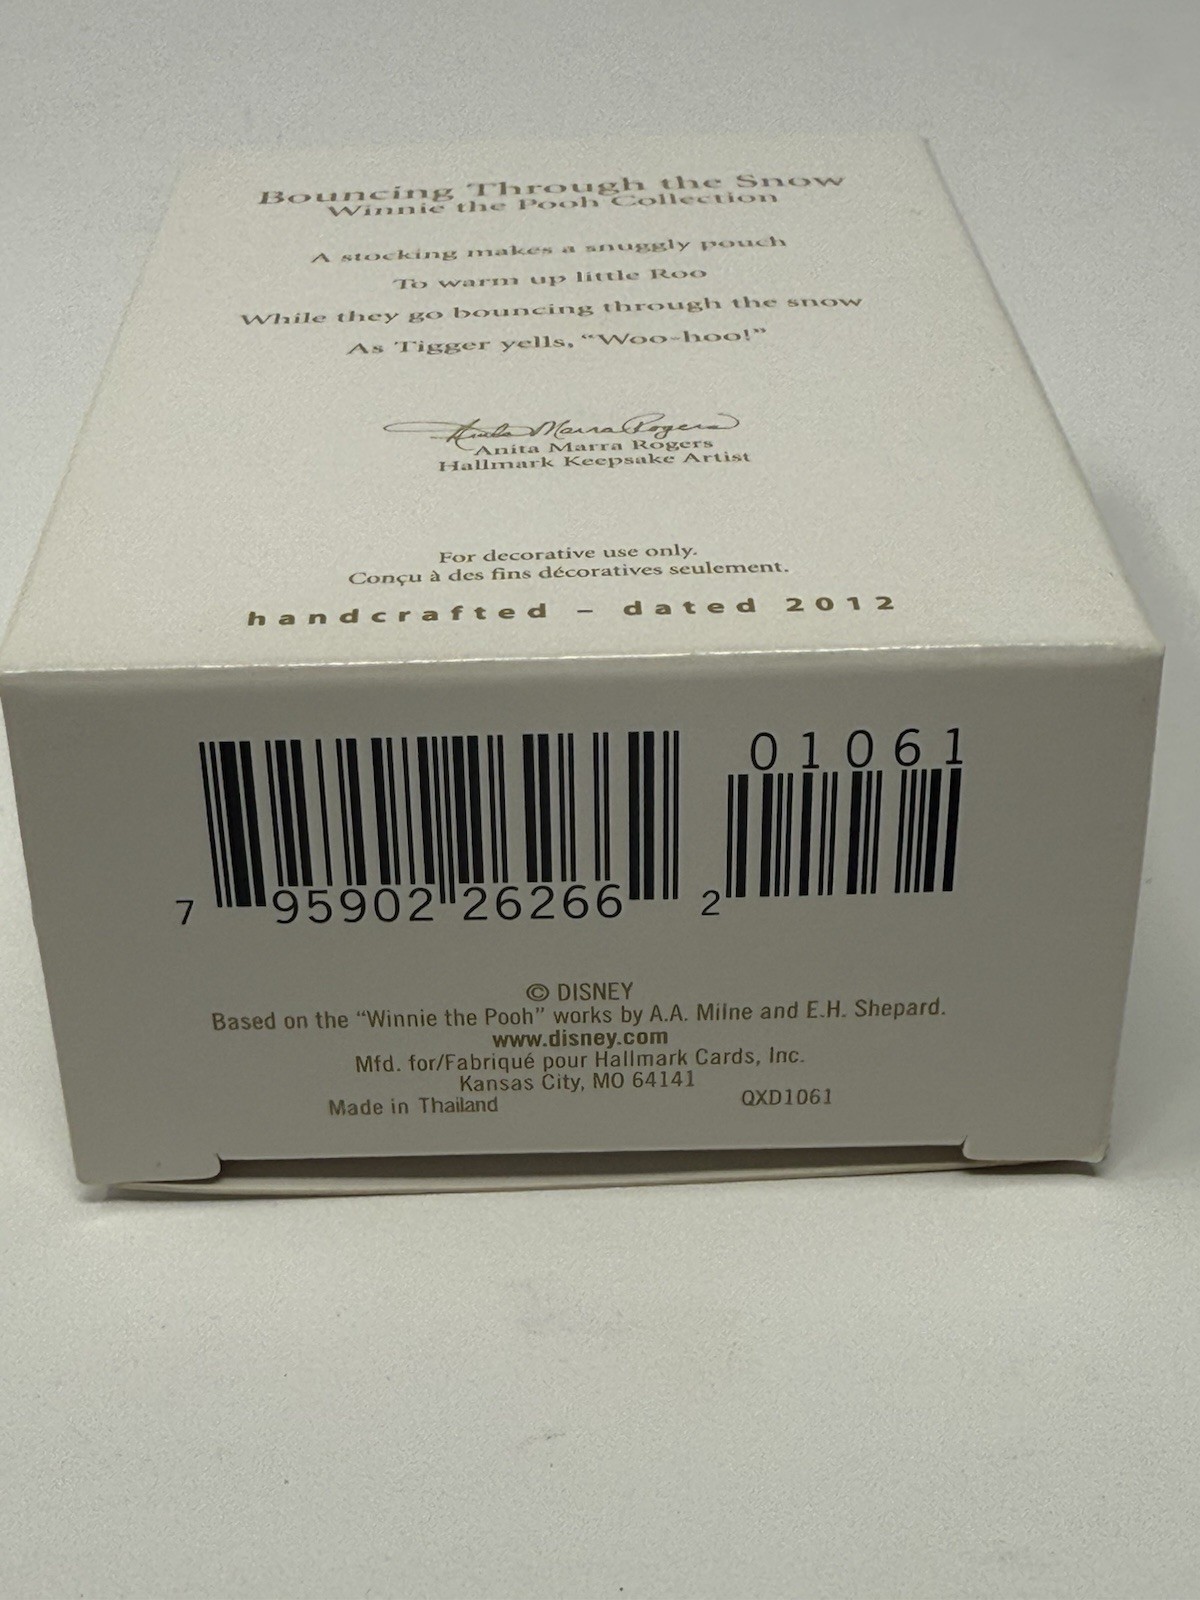 Bouncing Through the Snow
Winnie the Pooh Collection
A stocking makes a snuggly pouch
To warm up little Roo
While they go bouncing through the snow
As Tigger yells, “Woo-hoo!”
Anita Marra Rogers
Anita Marra Rogers
Hallmark Keepsake Artist
For decorative use only.
Conçu à des fins décoratives seulement.
handcrafted – dated 2012
01061
7 95902 26266 2
© DISNEY
Based on the “Winnie the Pooh” works by A.A. Milne and E.H. Shepard.
www.disney.com
Mfd. for/Fabriqué pour Hallmark Cards, Inc.
Kansas City, MO 64141
Made in Thailand QXD1061